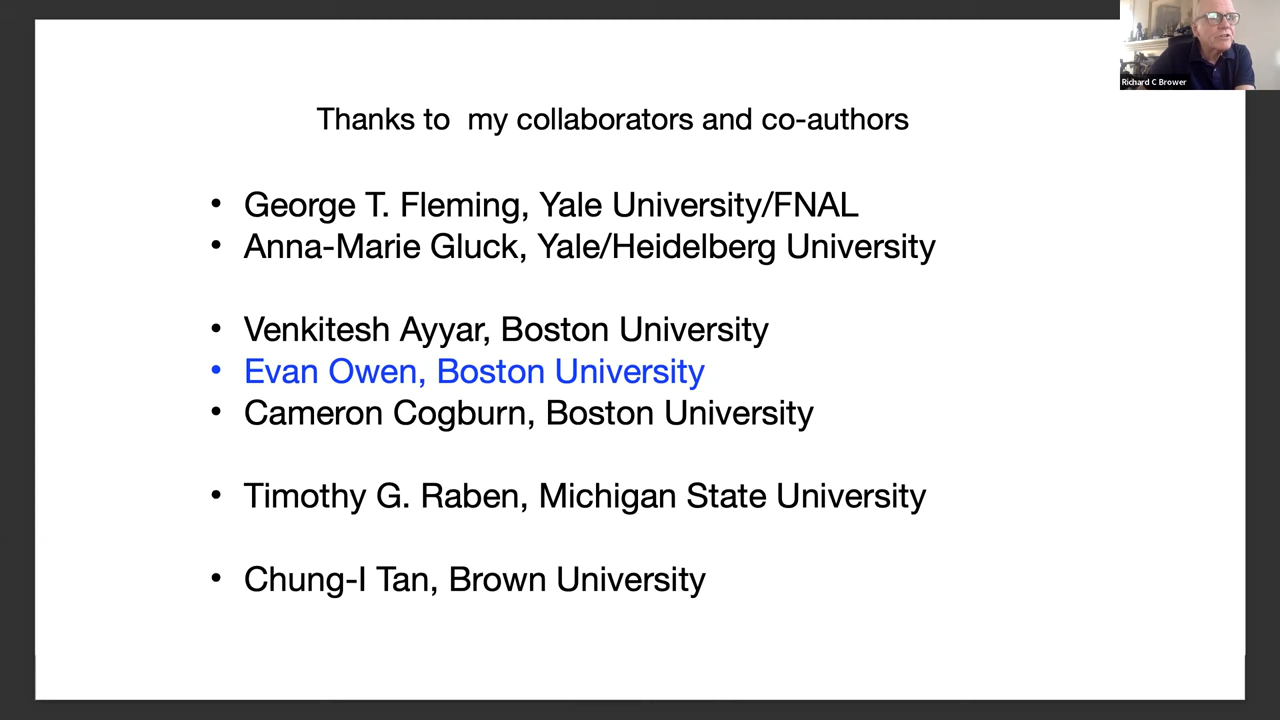 Richard C Brower
Thanks to my collaborators and co-authors
• George T. Fleming, Yale University/FNAL
• Anna-Marie Gluck, Yale/Heidelberg University
• Venkitesh Ayyar, Boston University
• Evan Owen, Boston University
• Cameron Cogburn, Boston University
• Timothy G. Raben, Michigan State University
• Chung-I Tan, Brown University